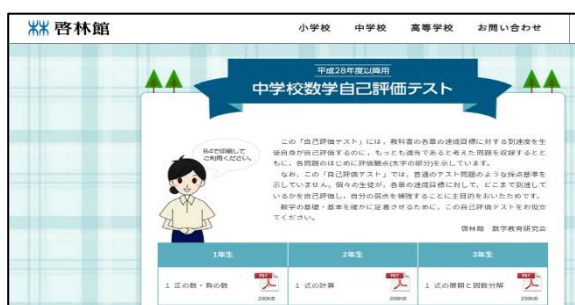 啓林館
小学校 中学校 高等学校 お問い合わせ
平成28年度以降用
中学校数学自己評価テスト
B4で印刷して
ご利用ください。
この「自己評価テスト」には，教科書の各章の達成目標に対する到達度を生
徒自身が自己評価するのに，もっとも適当であると考えた問題を収録するとと
もに，各問題のはじめに評価観点(太字の部分)を示しています。
なお，この「自己評価テスト」では，普通のテスト問題のような採点基準を
示していません。個々の生徒が，各章の達成目標に対して，どこまで到達して
いるかを自己評価し，自分の弱点を補強することに主目的をおいたためです。
数学の基礎・基本を確かに定着させるために，この自己評価テストをお役立
てください。
啓林館 数学教育研究会
1年生 2年生 3年生
1 正の数・負の数 PDF 1 式の計算 PDF 1 式の展開と因数分解 PDF